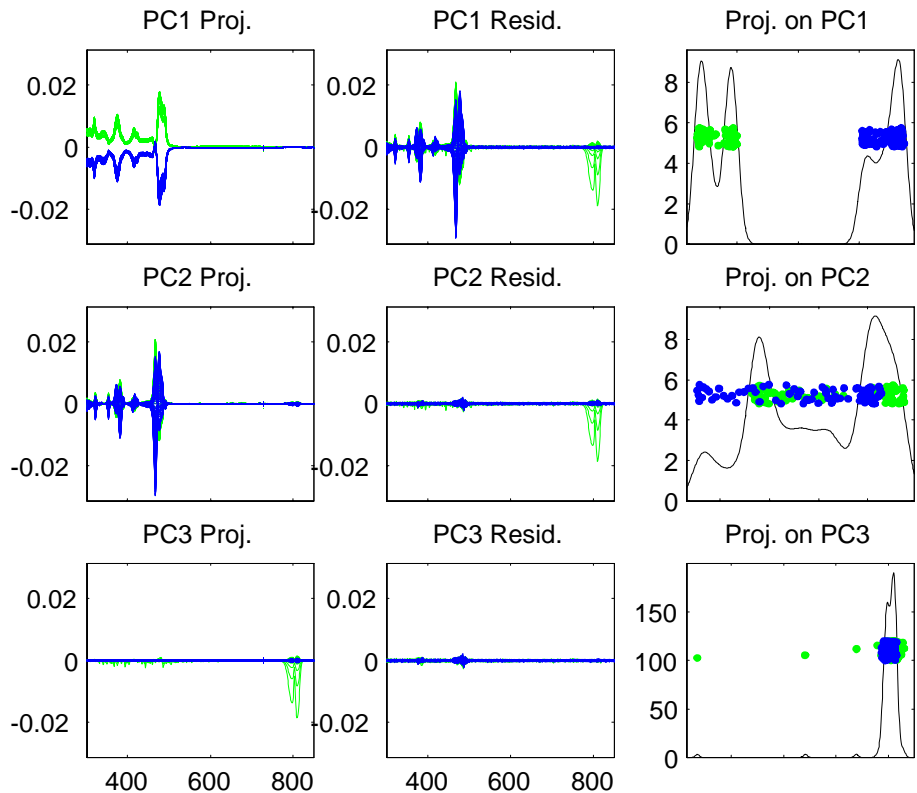 PC1 Proj. PC1 Resid. Proj. on PC1
0.02 0.02 8
6
0 0 4
2
-0.02 -0.02 0
PC2 Proj. PC2 Resid. Proj. on PC2
0.02 0.02 8
6
0 0 4
2
-0.02 -0.02 0
PC3 Proj. PC3 Resid. Proj. on PC3
0.02 0.02 150
0 0 100
50
-0.02 -0.02 0
400 600 800 400 600 800